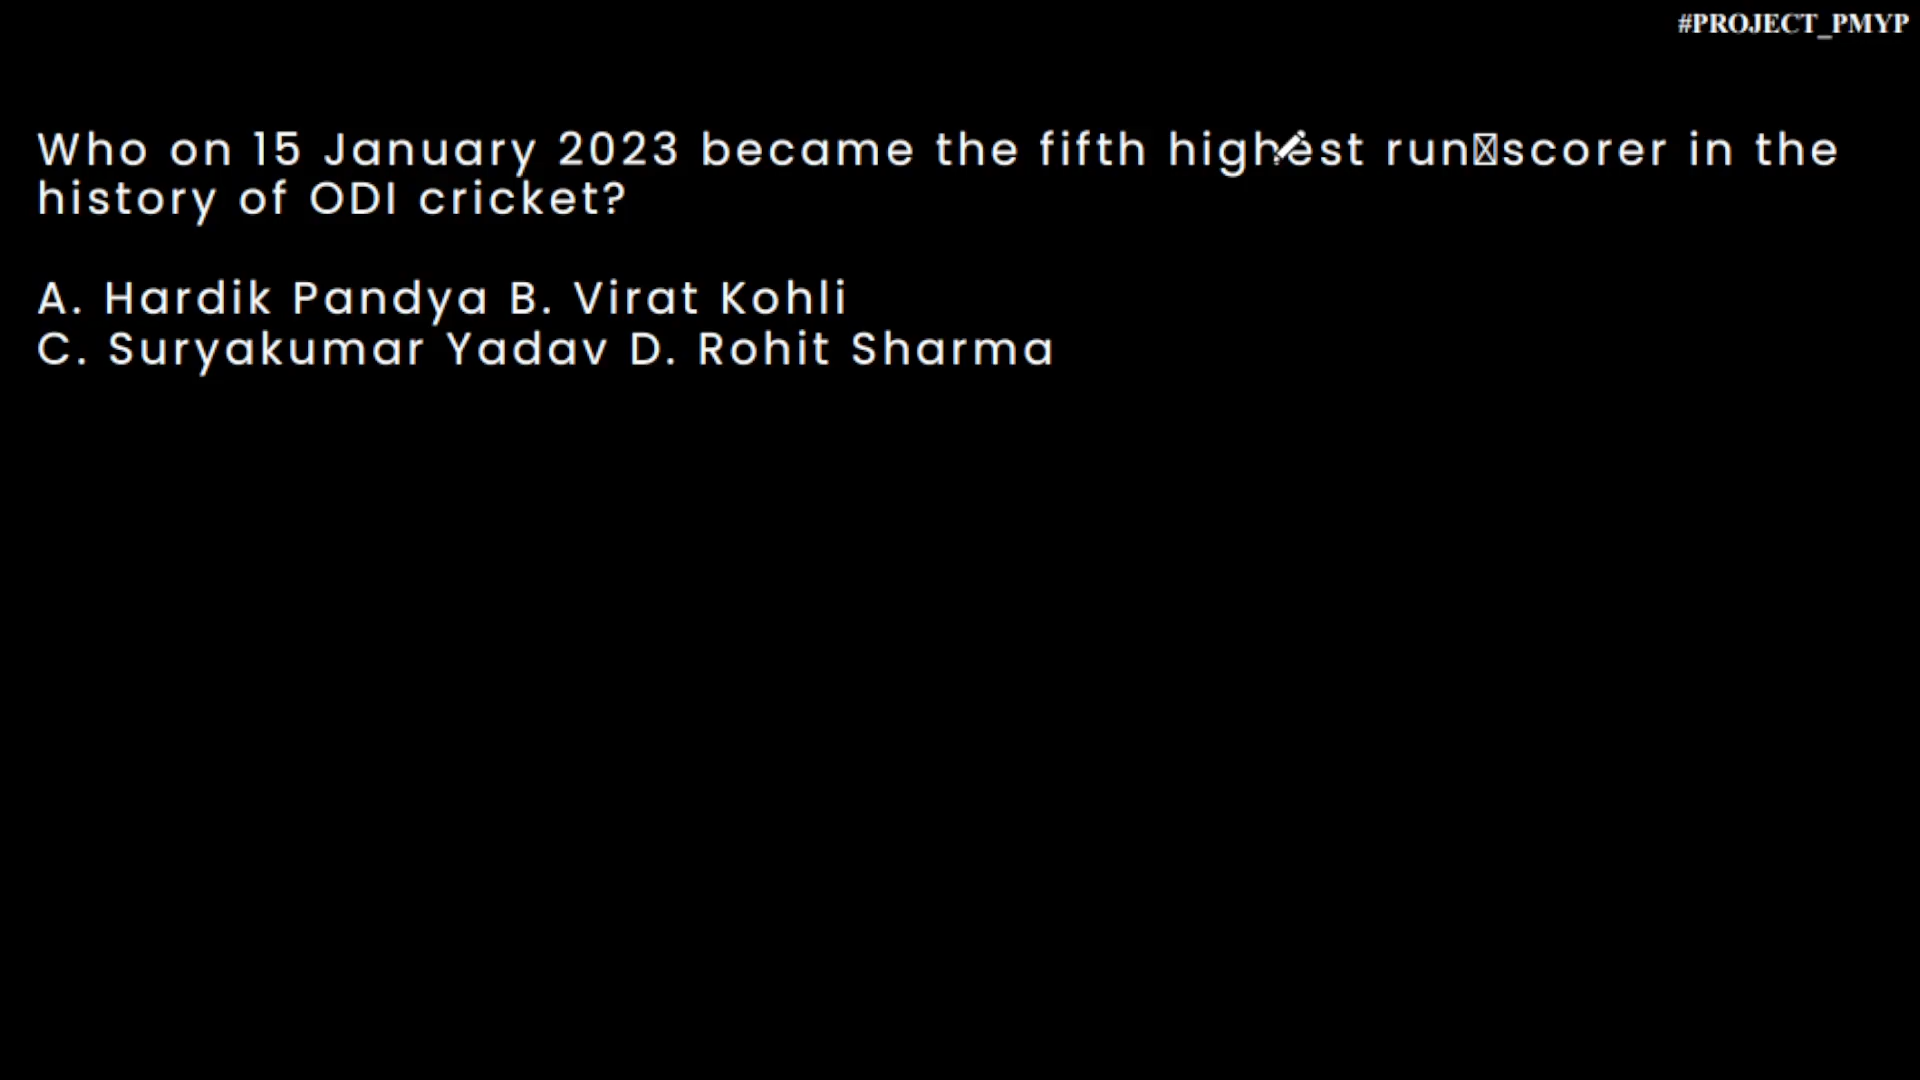 #PROJECT_PMYP
Who on 15 January 2023 became the fifth highest run☒scorer in the
history of ODI cricket?
A. Hardik Pandya B. Virat Kohli
C. Suryakumar Yadav D. Rohit Sharma